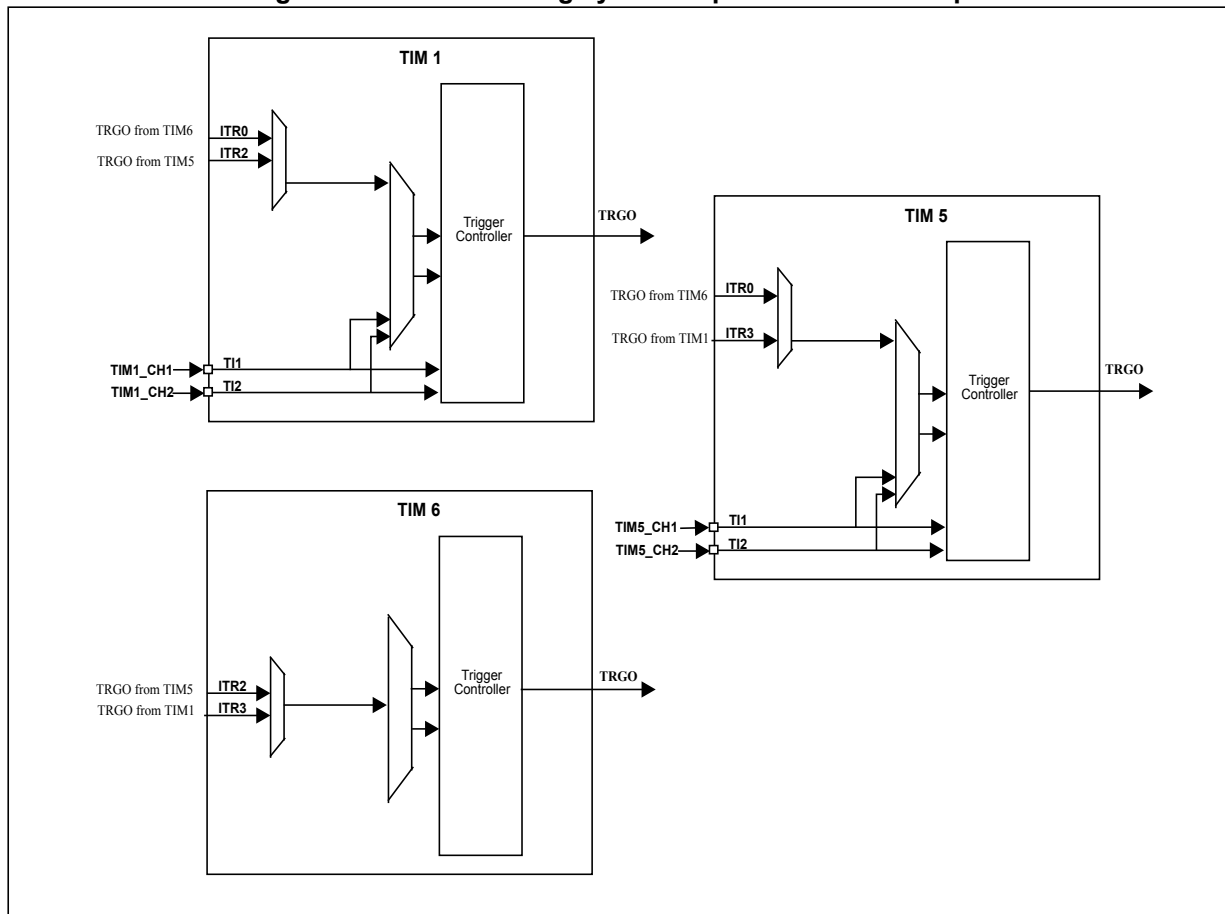 TIM 1
TRGO from TIM6
ITR0
TRGO from TIM5
ITR2
Trigger
Controller
TRGO
TIM1_CH1
TI1
TIM1_CH2
TI2
TIM 5
TRGO from TIM6
ITR0
TRGO from TIM1
ITR3
Trigger
Controller
TRGO
TIM5_CH1
TI1
TIM5_CH2
TI2
TIM 6
TRGO from TIM5
ITR2
TRGO from TIM1
ITR3
Trigger
Controller
TRGO